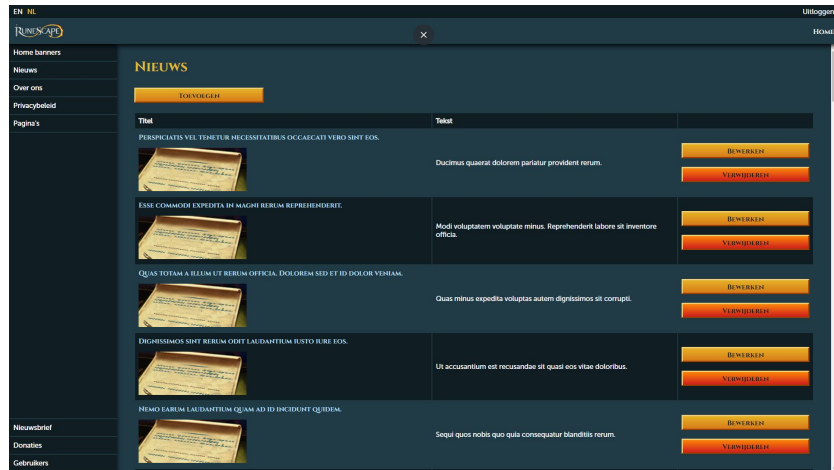 EN NL
Uitloggen
RuneScape
×
Home
Home banners
Nieuws
Over ons
Privacybeleid
Pagina's
Nieuwsbrief
Donaties
Gebruikers
Nieuws
Toevoegen
Titel Tekst
Perspiciatis vel tenetur necessitatibus occaecati vero sint eos.
Ducimus quaerat dolorem pariatur provident rerum.
Bewerken
Verwijderen
Esse commodi expedita in magni rerum reprehenderit.
Modi voluptatem voluptate minus. Reprehenderit labore sit inventore
officia.
Bewerken
Verwijderen
Quas totam a illum ut rerum officia. Dolorem sed et id dolor veniam.
Quas minus expedita voluptas autem dignissimos sit corrupti.
Bewerken
Verwijderen
Dignissimos sint rerum odit laudantium iusto iure eos.
Ut accusantium est recusandae sit quasi eos vitae doloribus.
Bewerken
Verwijderen
Nemo earum laudantium quam ad id incidunt quidem.
Sequi quos nobis quo quia consequatur blanditiis rerum.
Bewerken
Verwijderen